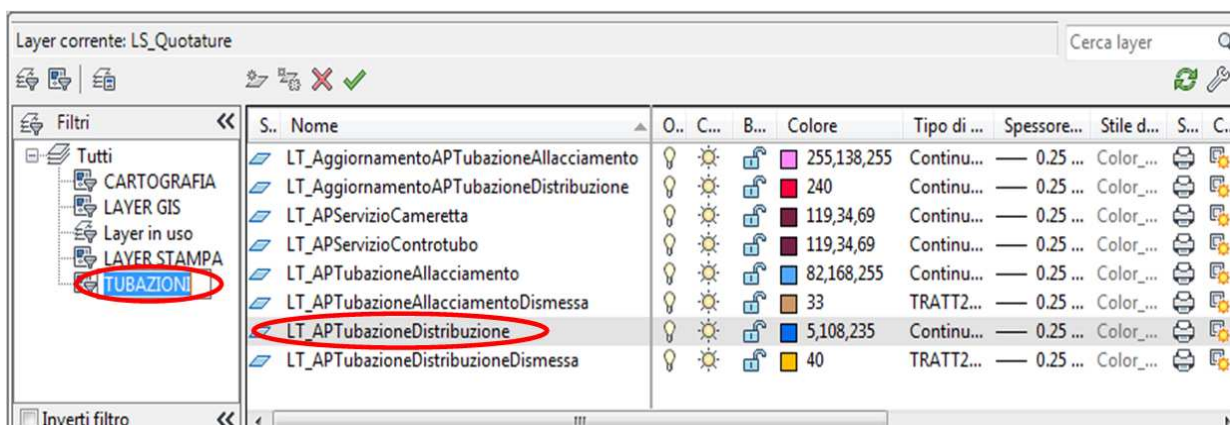 Layer corrente: LS_Quotature
Cerca layer
Filtri
Tutti
CARTOGRAFIA
LAYER GIS
Layer in uso
LAYER STAMPA
TUBAZIONI
Inverti filtro
S.. Nome O.. C... B... Colore Tipo di ... Spessore... Stile d... S... C.
LT_AggiornamentoAPTubazioneAllacciamento 255,138,255 Continu... 0.25 ... Color_...
LT_AggiornamentoAPTubazioneDistribuzione 240 Continu... 0.25 ... Color_...
LT_APServizioCameretta 119,34,69 Continu... 0.25 ... Color_...
LT_APServizioControtubo 119,34,69 Continu... 0.25 ... Color_...
LT_APTubazioneAllacciamento 82,168,255 Continu... 0.25 ... Color_...
LT_APTubazioneAllacciamentoDismessa 33 TRATT2... 0.25 ... Color_...
LT_APTubazioneDistribuzione 5,108,235 Continu... 0.25 ... Color_...
LT_APTubazioneDistribuzioneDismessa 40 TRATT2... 0.25 ... Color_...